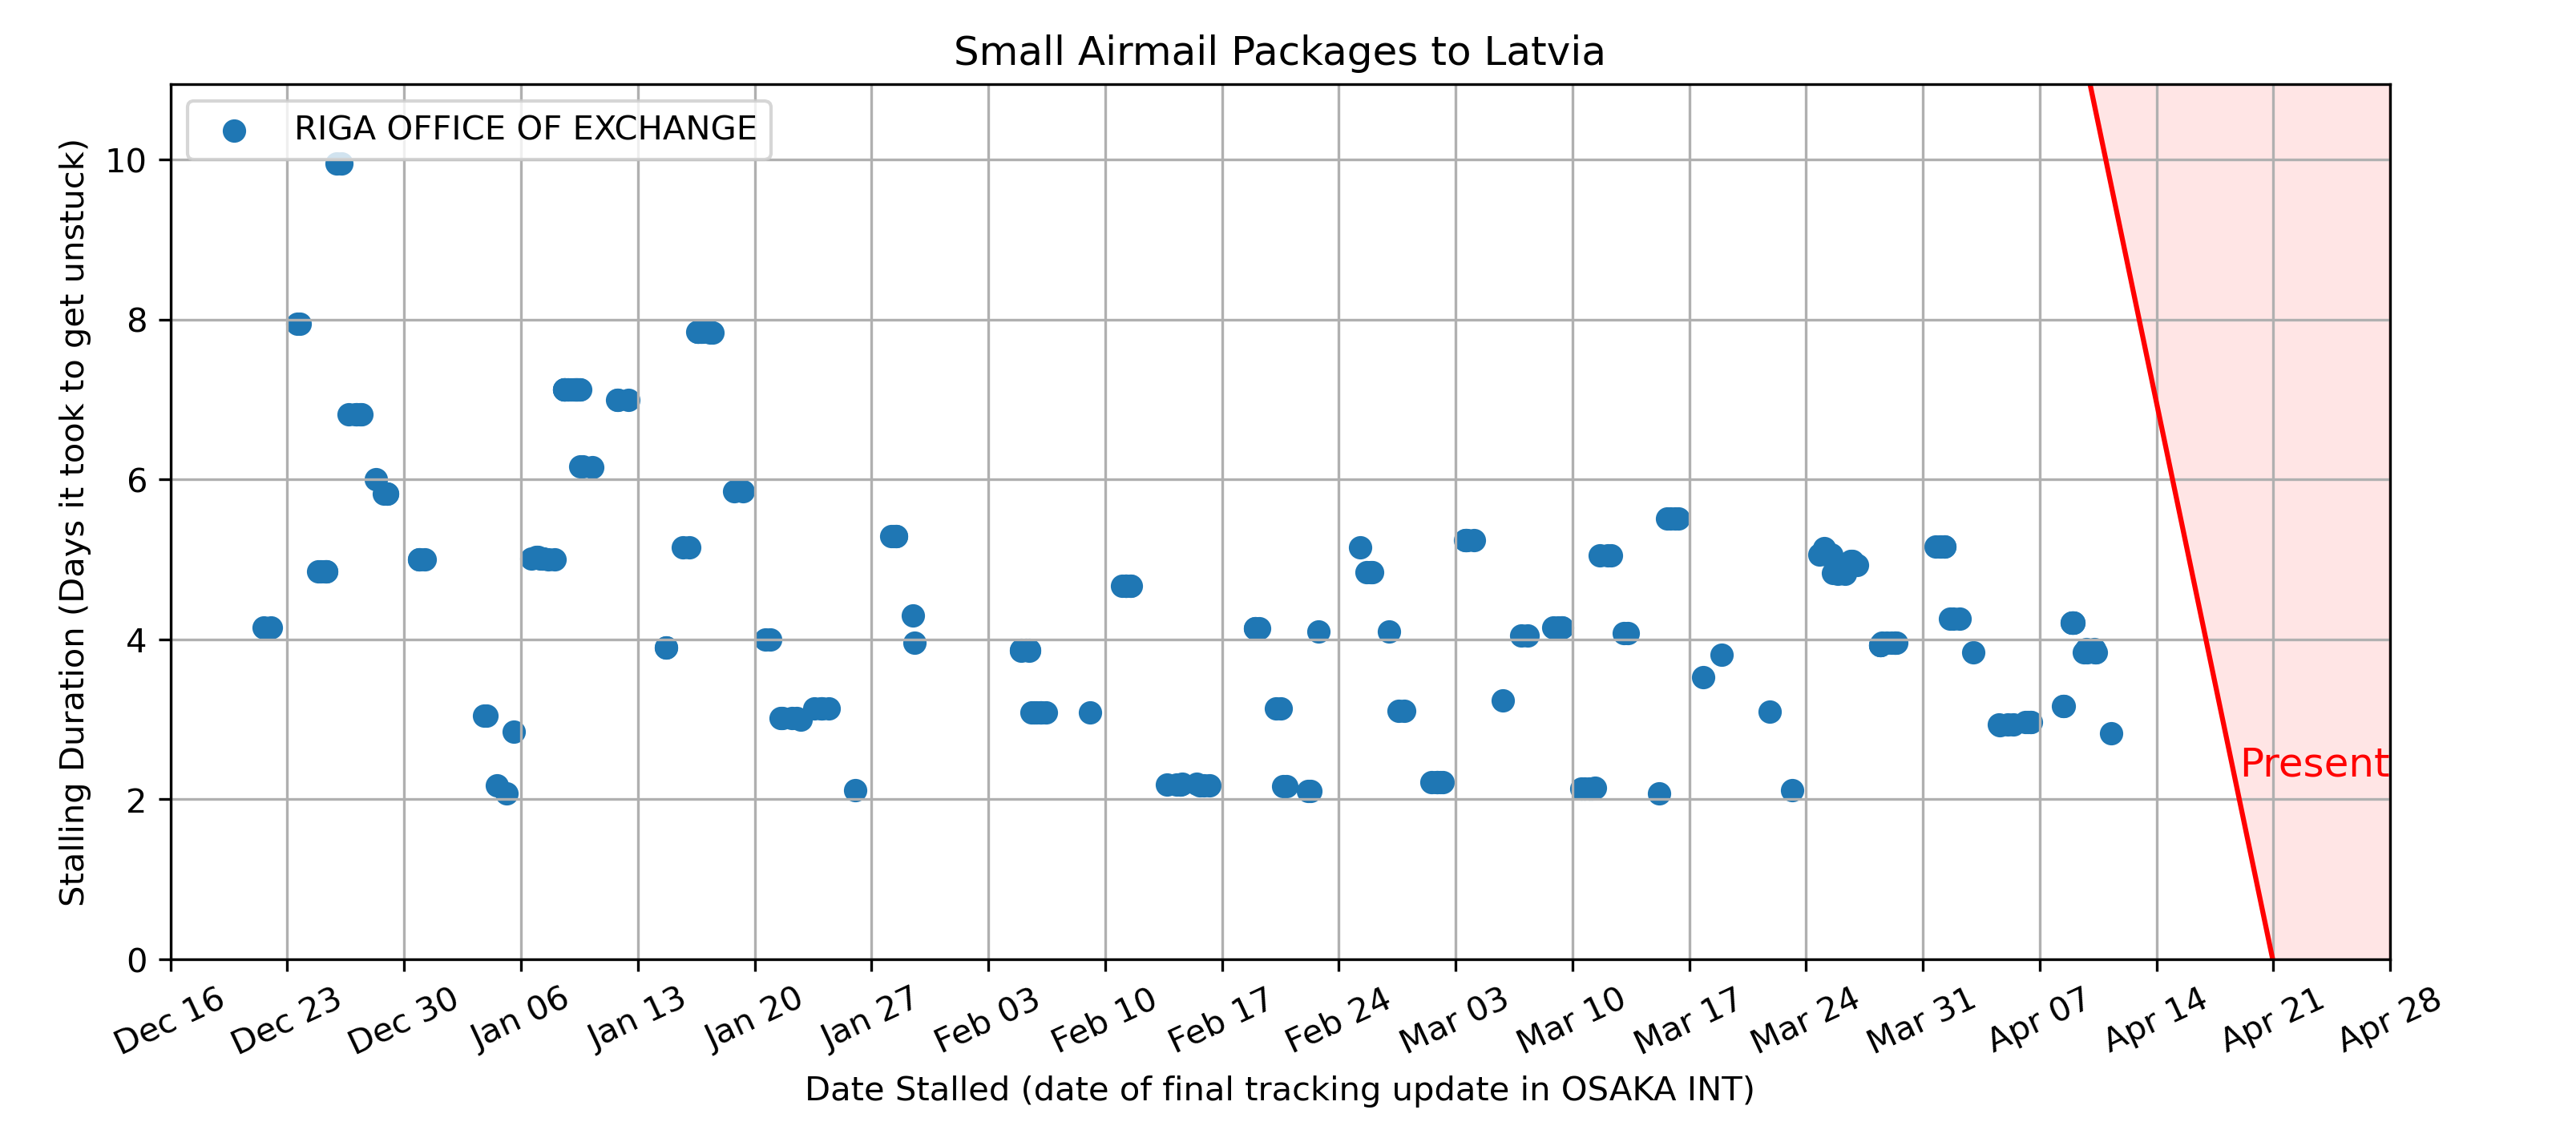 Small Airmail Packages to Latvia
RIGA OFFICE OF EXCHANGE
Stalling Duration (Days it took to get unstuck)
10
8
6
4
2
0
Present
Dec 16
Dec 23
Dec 30
Jan 06
Jan 13
Jan 20
Jan 27
Feb 03
Feb 10
Feb 17
Feb 24
Mar 03
Mar 10
Mar 17
Mar 24
Mar 31
Apr 07
Apr 14
Apr 21
Apr 28
Date Stalled (date of final tracking update in OSAKA INT)